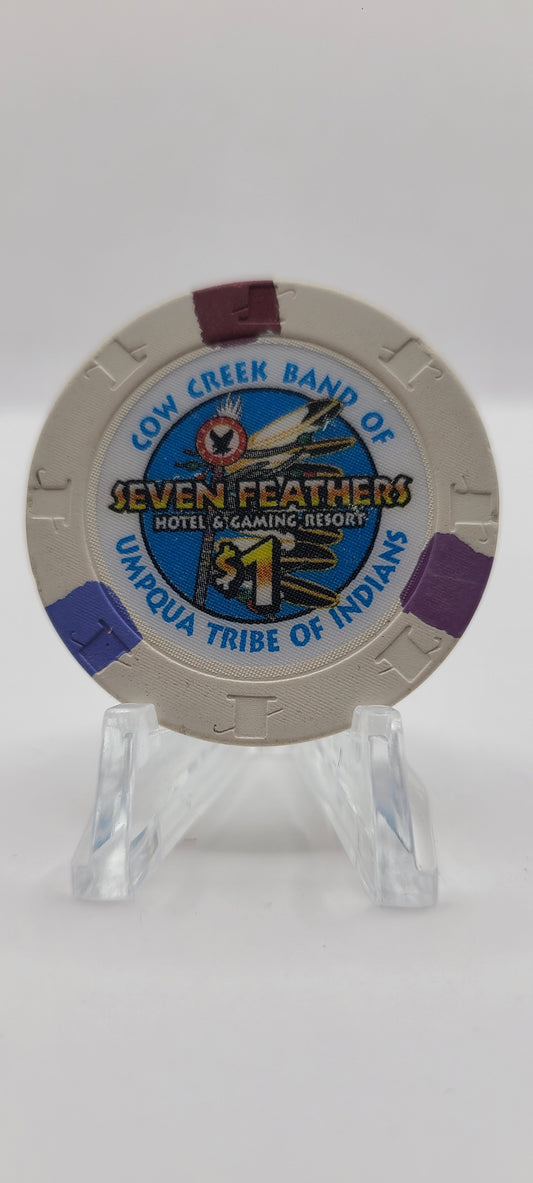 COW CREEK BAND OF
SEVEN FEATHERS
HOTEL & GAMING RESORT
$1
UMPQUA TRIBE OF INDIANS